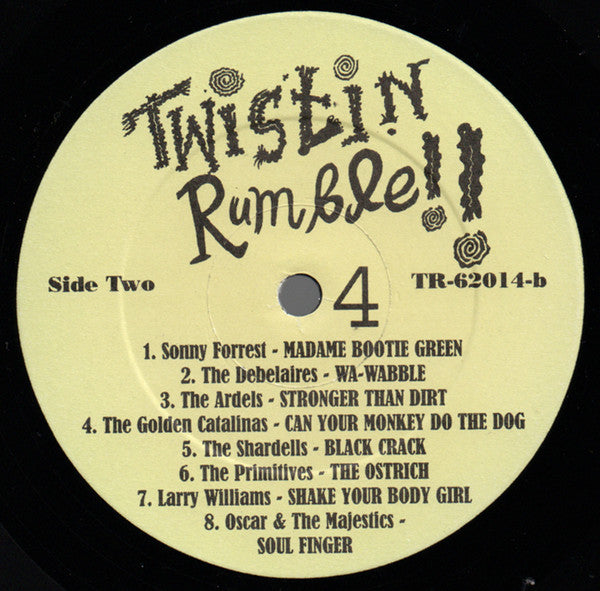 Twistin
Rumble!!
Side Two
4
TR-62014-b
1. Sonny Forrest - MADAME BOOTIE GREEN
2. The Debelaires - WA-WABBLE
3. The Ardels - STRONGER THAN DIRT
4. The Golden Catalinas - CAN YOUR MONKEY DO THE DOG
5. The Shardells - BLACK CRACK
6. The Primitives - THE OSTRICH
7. Larry Williams - SHAKE YOUR BODY GIRL
8. Oscar & The Majestics -
SOUL FINGER